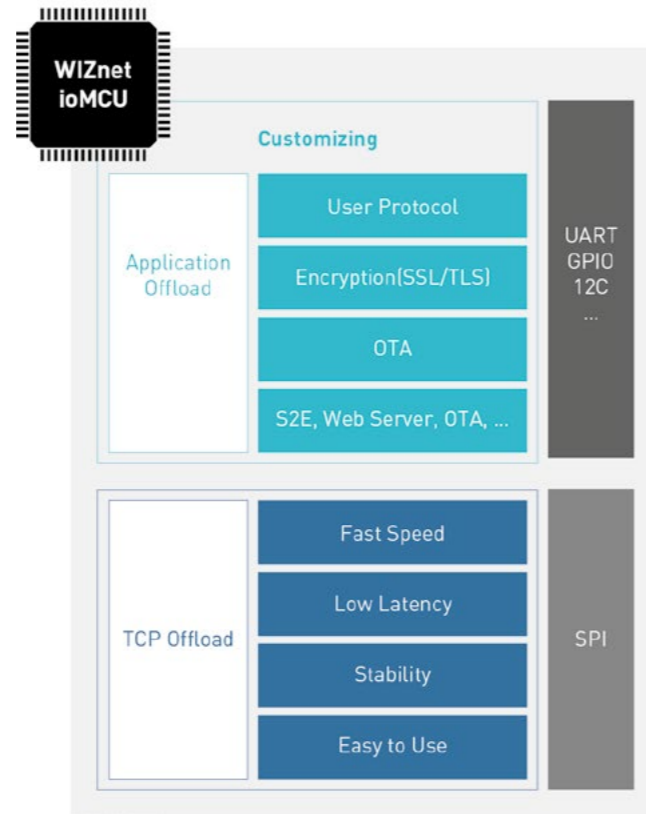 WIZnet
ioMCU
Customizing
Application
Offload
User Protocol
Encryption(SSL/TLS)
OTA
S2E, Web Server, OTA, ...
UART
GPIO
12C
...
TCP Offload
Fast Speed
Low Latency
Stability
Easy to Use
SPI